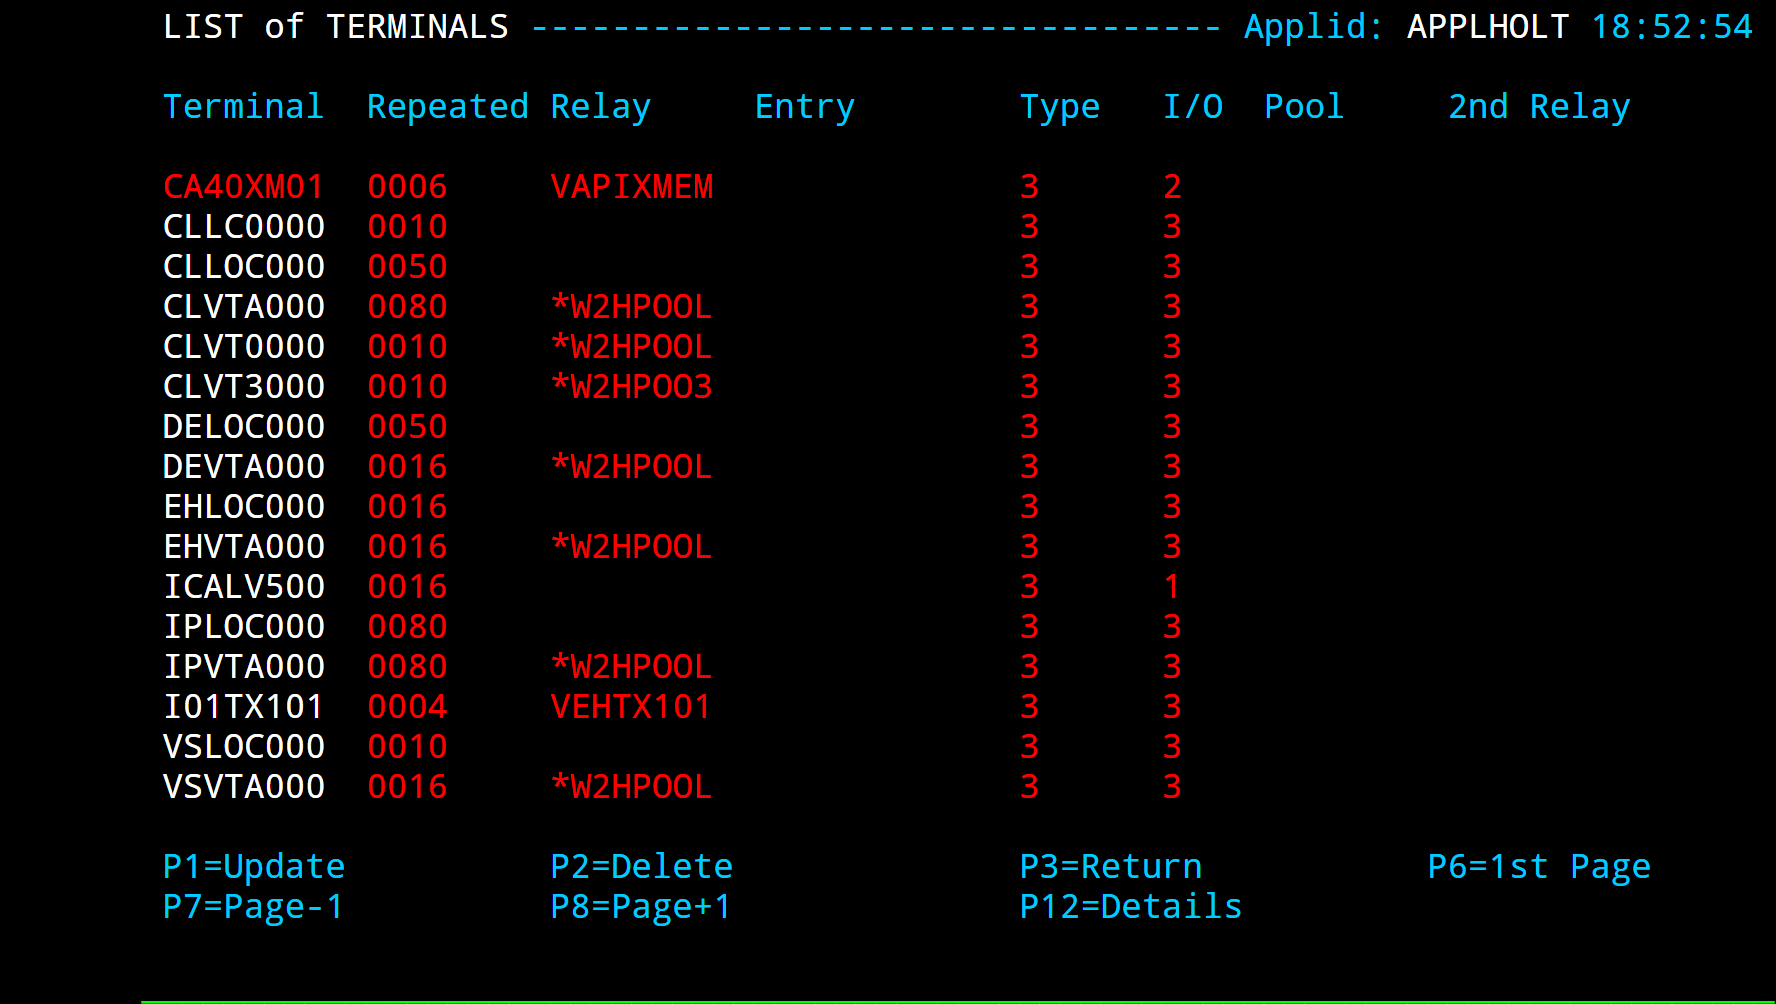 LIST of TERMINALS ---------------------------------- Applid: APPLHOLT 18:52:54
Terminal  Repeated Relay     Entry        Type   I/O  Pool     2nd Relay
CA40XM01  0006     VAPIXMEM               3      2
CLLC0000  0010                            3      3
CLLOC000  0050                            3      3
CLVTA000  0080     *W2HPOOL               3      3
CLVT0000  0010     *W2HPOOL               3      3
CLVT3000  0010     *W2HPOO3               3      3
DELOC000  0050                            3      3
DEVTA000  0016     *W2HPOOL               3      3
EHLOC000  0016                            3      3
EHVTA000  0016     *W2HPOOL               3      3
ICALV500  0016                            3      1
IPLOC000  0080                            3      3
IPVTA000  0080     *W2HPOOL               3      3
I01TX101  0004     VEHTX101               3      3
VSLOC000  0010                            3      3
VSVTA000  0016     *W2HPOOL               3      3
P1=Update          P2=Delete              P3=Return           P6=1st Page
P7=Page-1          P8=Page+1              P12=Details